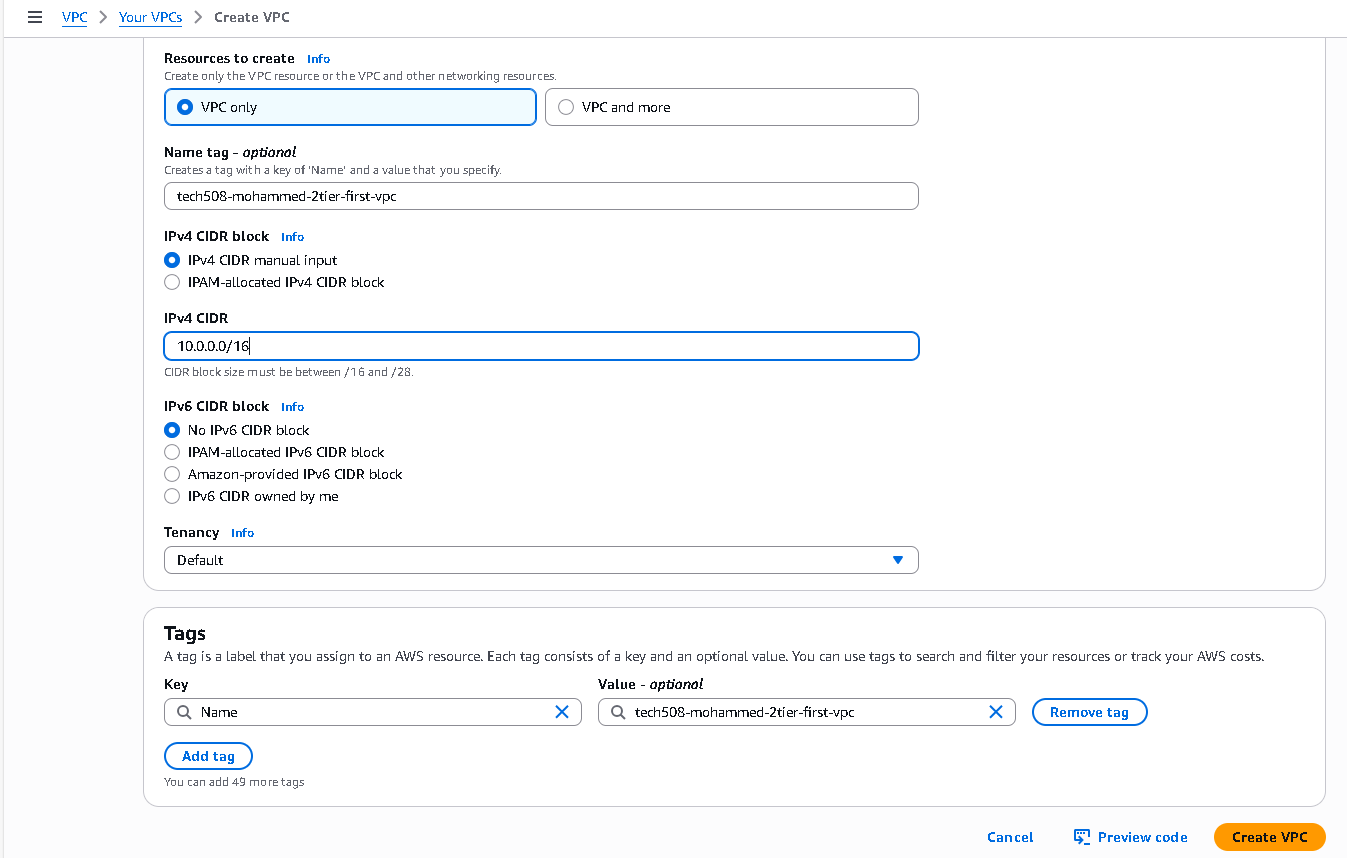 VPC > Your VPCs > Create VPC
Resources to create Info
Create only the VPC resource or the VPC and other networking resources.
VPC only VPC and more
Name tag - optional
Creates a tag with a key of 'Name' and a value that you specify.
tech508-mohammed-2tier-first-vpc
IPv4 CIDR block Info
IPv4 CIDR manual input
IPAM-allocated IPv4 CIDR block
IPv4 CIDR
10.0.0.0/16
CIDR block size must be between /16 and /28.
IPv6 CIDR block Info
No IPv6 CIDR block
IPAM-allocated IPv6 CIDR block
Amazon-provided IPv6 CIDR block
IPv6 CIDR owned by me
Tenancy Info
Default
Tags
A tag is a label that you assign to an AWS resource. Each tag consists of a key and an optional value. You can use tags to search and filter your resources or track your AWS costs.
Key Value - optional
Name tech508-mohammed-2tier-first-vpc Remove tag
Add tag
You can add 49 more tags
Cancel Preview code Create VPC